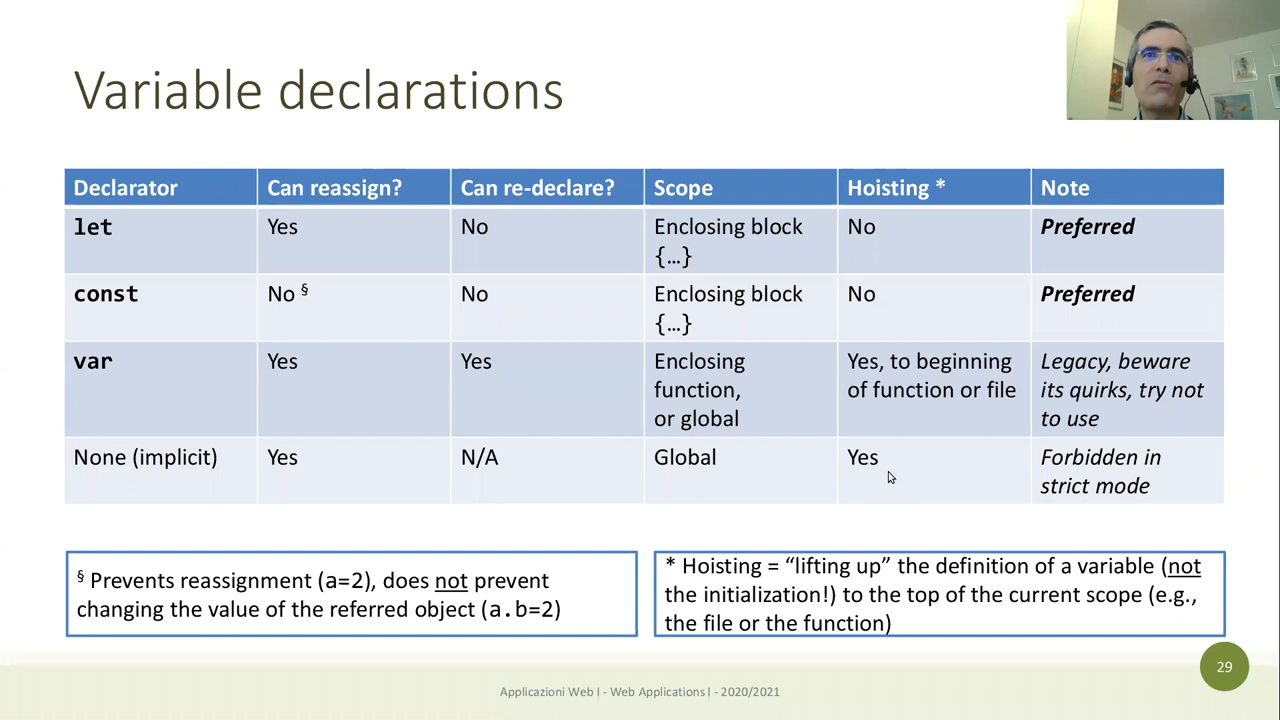 Variable declarations
Declarator Can reassign? Can re-declare? Scope Hoisting * Note
let Yes No Enclosing block No Preferred
{…}
const No § No Enclosing block No Preferred
{…}
var Yes Yes Enclosing Yes, to beginning Legacy, beware
function, of function or file its quirks, try not
or global to use
None (implicit) Yes N/A Global Yes Forbidden in
strict mode
§ Prevents reassignment (a=2), does not prevent
changing the value of the referred object (a.b=2)
* Hoisting = “lifting up” the definition of a variable (not
the initialization!) to the top of the current scope (e.g.,
the file or the function)
29
Applicazioni Web I - Web Applications I - 2020/2021